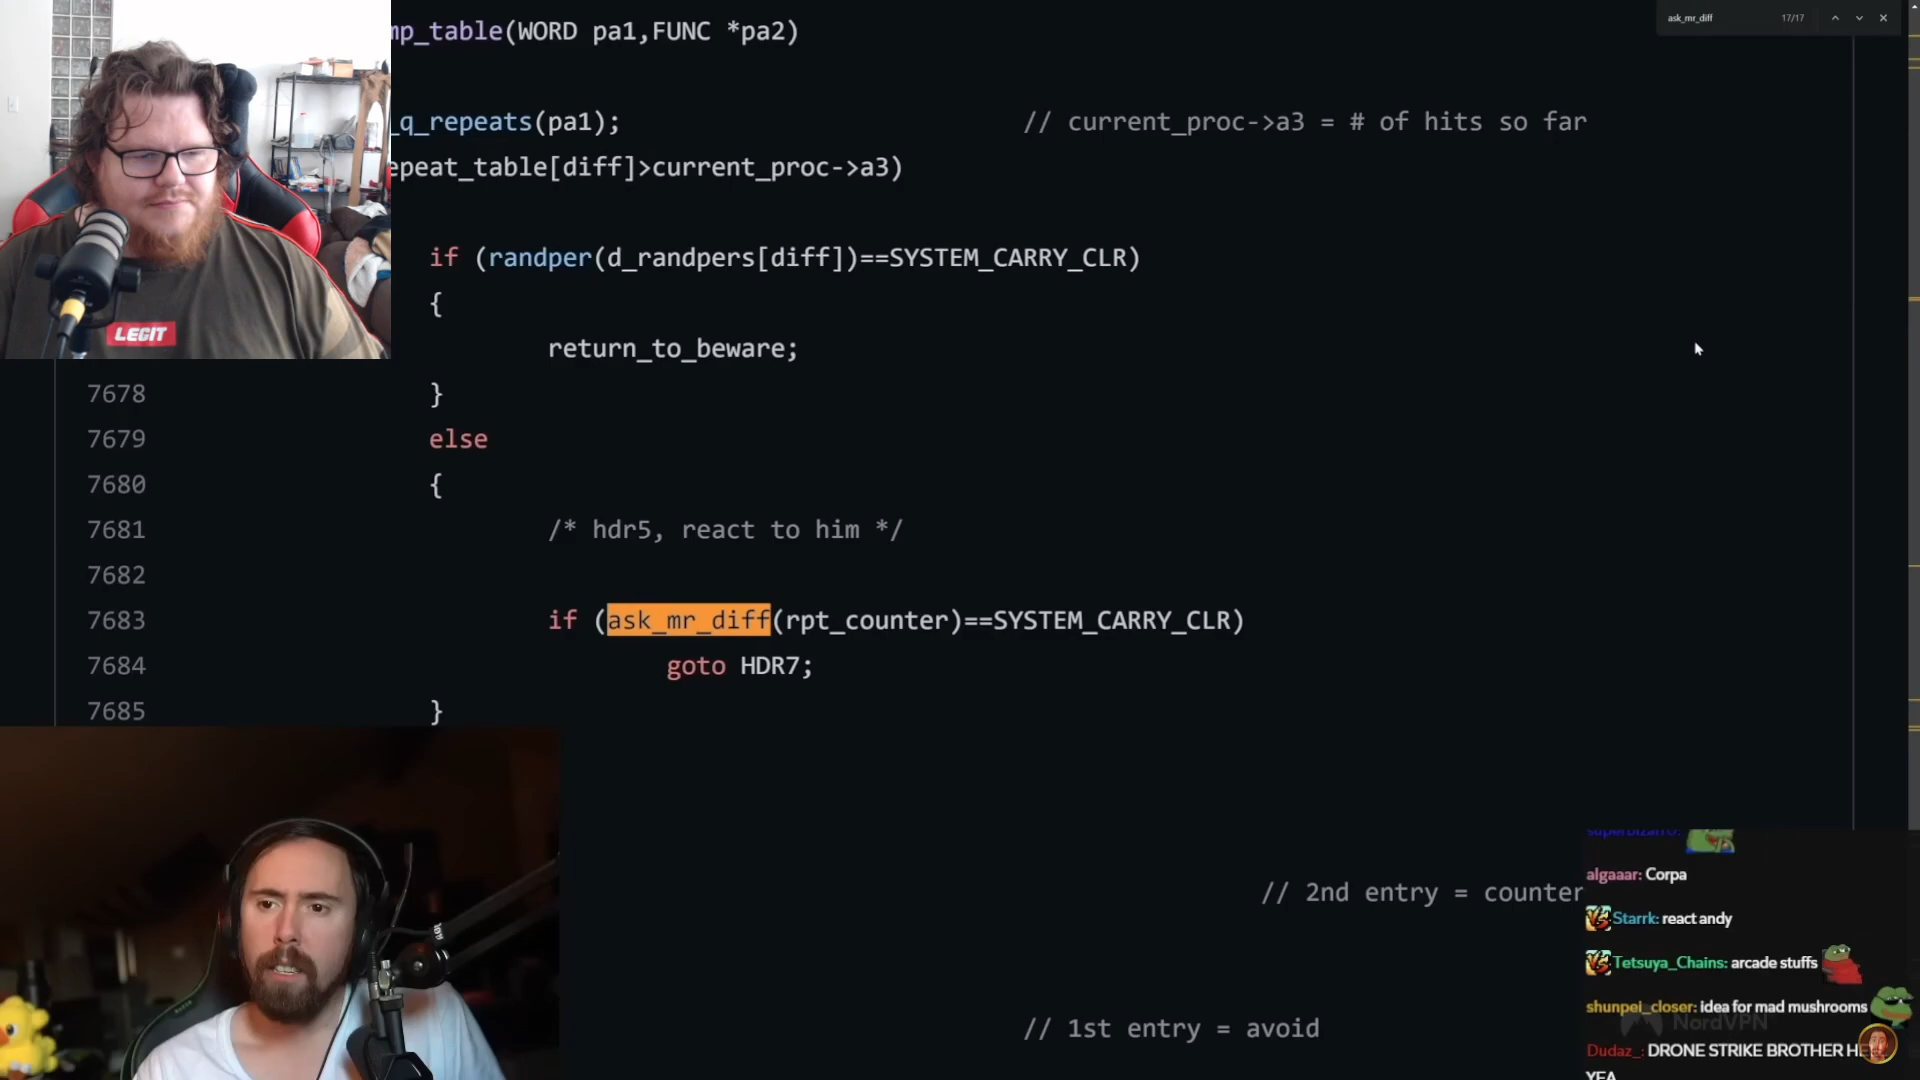 mp_table(WORD pa1,FUNC *pa2)
ask_mr_diff 17/17
_q_repeats(pa1); // current_proc->a3 = # of hits so far
epeat_table[diff]>current_proc->a3)
if (randper(d_randpers[diff])==SYSTEM_CARRY_CLR)
{
return_to_beware;
7678 }
7679 else
7680 {
7681 /* hdr5, react to him */
7682
7683 if (ask_mr_diff(rpt_counter)==SYSTEM_CARRY_CLR)
7684 goto HDR7;
7685 }
LEGIT
// 2nd entry = counter
// 1st entry = avoid
algaaar: Corpa
Starrk: react andy
Tetsuya_Chains: arcade stuffs
shunpei_closer: idea for mad mushrooms
NordVPN
Dudaz_: DRONE STRIKE BROTHER
YEA